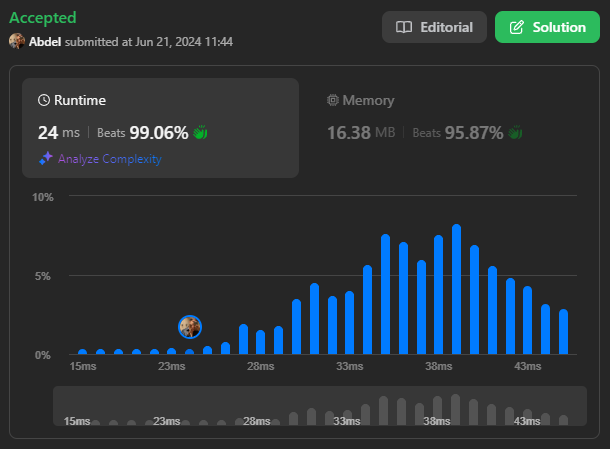 Accepted
Abdel submitted at Jun 21, 2024 11:44
Editorial
Solution
Runtime
24 ms | Beats 99.06%
Analyze Complexity
Memory
16.38 MB | Beats 95.87%
10%
5%
0%
15ms 23ms 28ms 33ms 38ms 43ms
15ms 23ms 28ms 33ms 38ms 43ms